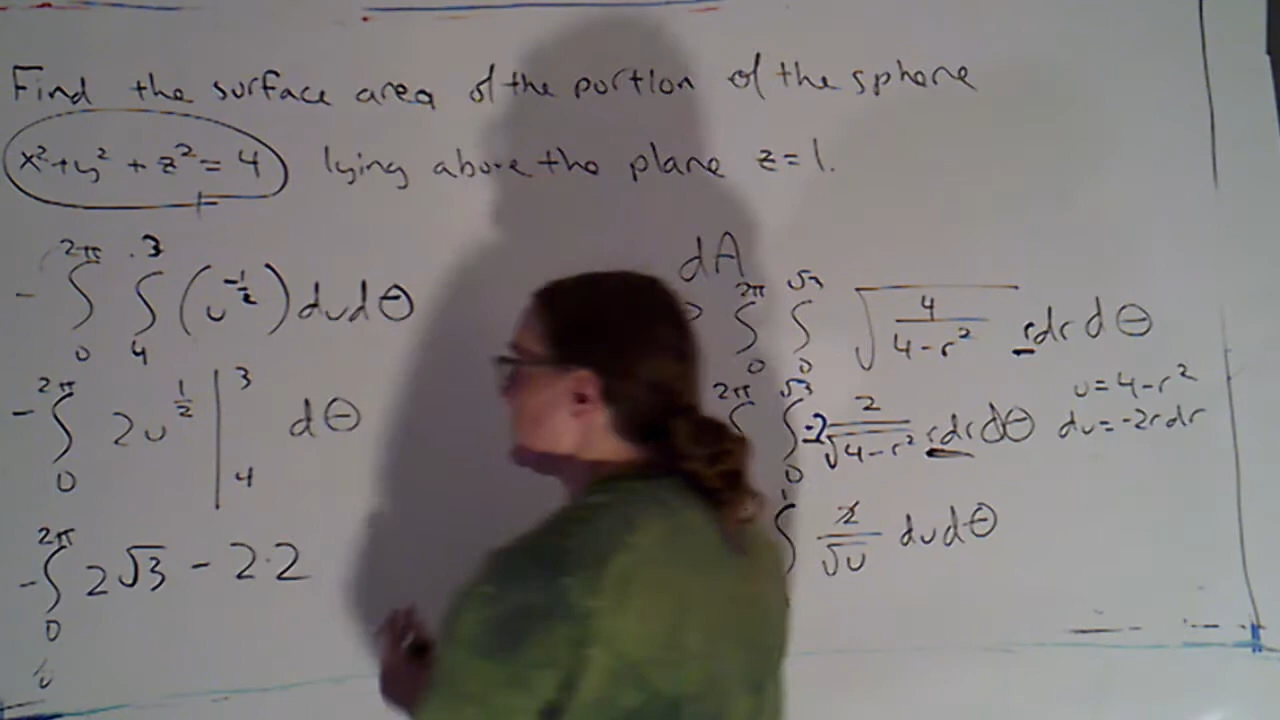 Find the surface area of the portion of the sphere
x²+y²+z²=4 lying above the plane z=1.
-∫₀^{2π} ∫₄^3 (u^{-1/2}) du dθ
-∫₀^{2π} 2u^{1/2} |₄^3 dθ
-∫₀^{2π} 2√3 - 2·2
dA
∫₀^{2π} ∫₀^{√3} √(4/(4-r²)) r dr dθ
u=4-r²
∫^{2π} ∫₀^{√3} -2 2/√(4-r²) r dr dθ du=-2rdr
∫ 2/√u du dθ